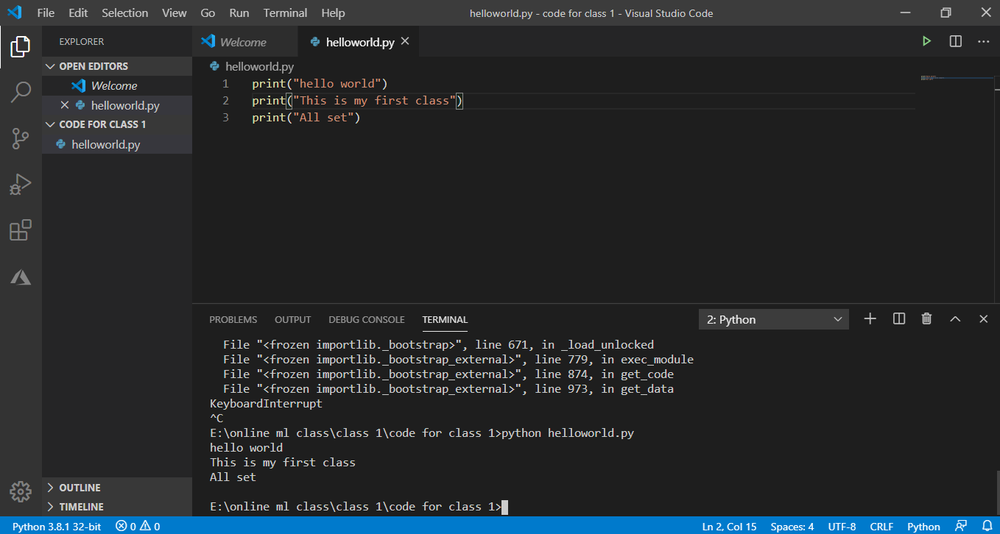 File Edit Selection View Go Run Terminal Help helloworld.py - code for class 1 - Visual Studio Code
EXPLORER
OPEN EDITORS
Welcome
helloworld.py
CODE FOR CLASS 1
helloworld.py
OUTLINE
TIMELINE
Welcome helloworld.py
helloworld.py
1 print("hello world")
2 print("This is my first class")
3 print("All set")
PROBLEMS OUTPUT DEBUG CONSOLE TERMINAL 2: Python
File "<frozen importlib._bootstrap>", line 671, in _load_unlocked
File "<frozen importlib._bootstrap_external>", line 779, in exec_module
File "<frozen importlib._bootstrap_external>", line 874, in get_code
File "<frozen importlib._bootstrap_external>", line 973, in get_data
KeyboardInterrupt
^C
E:\online ml class\class 1\code for class 1>python helloworld.py
hello world
This is my first class
All set
E:\online ml class\class 1\code for class 1>
Python 3.8.1 32-bit 0 0 Ln 2, Col 15 Spaces: 4 UTF-8 CRLF Python